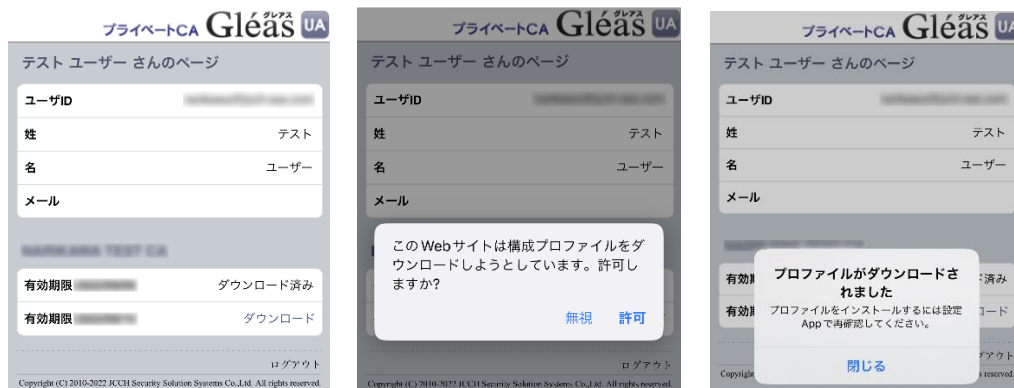 プライベートCA Gléas グレアス UA
テスト ユーザー さんのページ
ユーザID
姓 テスト
名 ユーザー
メール
有効期限 ダウンロード済み
有効期限 ダウンロード
ログアウト
Copyright (C) 2010-2022 JCCH Security Solution Systems Co.,Ltd. All rights reserved.
プライベートCA Gléas グレアス UA
テスト ユーザー さんのページ
ユーザID
姓 テスト
名 ユーザー
メール
このWebサイトは構成プロファイルをダ
ウンロードしようとしています。許可し
ますか?
無視 許可
ログアウト
Copyright (C) 2010-2022 JCCH Security Solution Systems Co.,Ltd. All rights reserved.
プライベートCA Gléas グレアス UA
テスト ユーザー さんのページ
ユーザID
姓 テスト
名 ユーザー
メール
プロファイルがダウンロードさ
れました
プロファイルをインストールするには設定
Appで再確認してください。
閉じる
有効 済み
有効 ロード
アウト
Copyright s reserved.